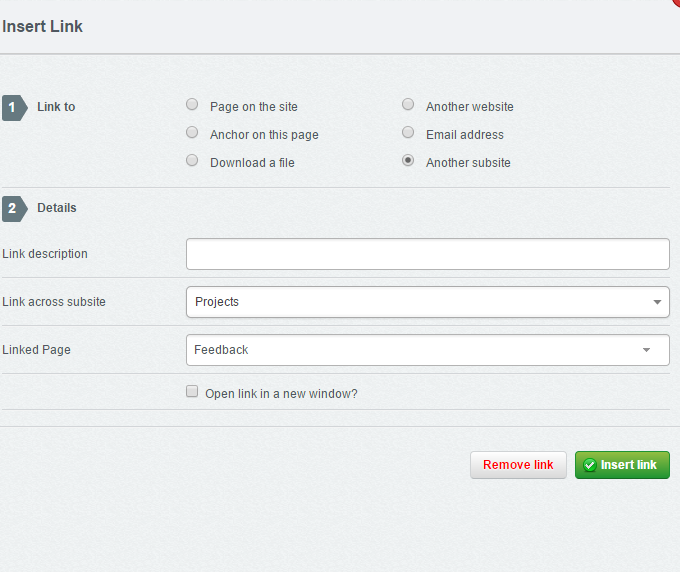 Insert Link
1 Link to
Page on the site
Another website
Anchor on this page
Email address
Download a file
Another subsite
2 Details
Link description
Link across subsite Projects
Linked Page Feedback
Open link in a new window?
Remove link Insert link